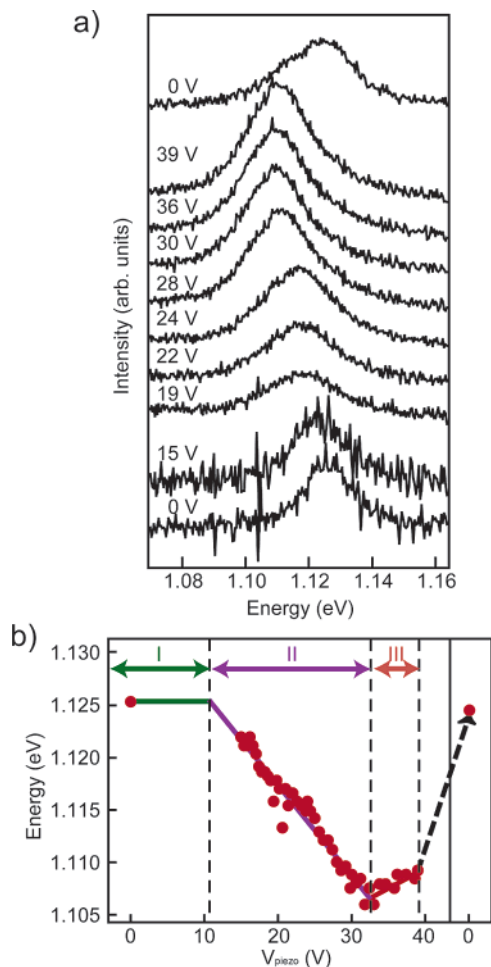 a)
0 V
39 V
36 V
30 V
28 V
24 V
22 V
19 V
15 V
0 V
Intensity (arb. units)
1.08 1.10 1.12 1.14 1.16
Energy (eV)
b)
I II III
1.130
1.125
1.120
1.115
1.110
1.105
Energy (eV)
0 10 20 30 40 0
Vpiezo (V)